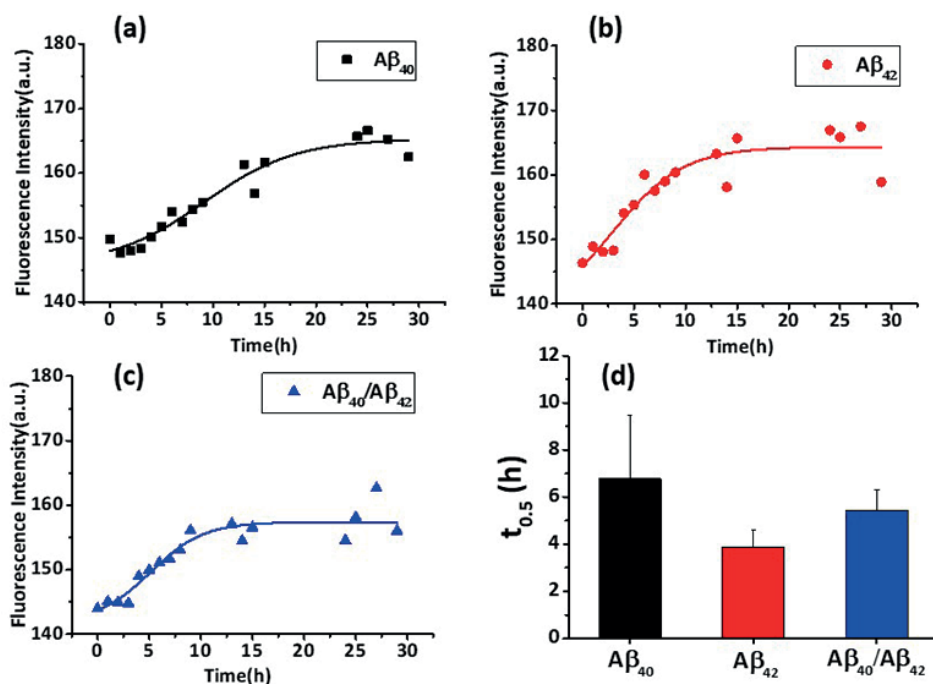 (a)
Aβ₄₀
180
170
160
150
140
Fluorescence Intensity(a.u.)
0 5 10 15 20 25 30
Time(h)
(b)
Aβ₄₂
180
170
160
150
140
Fluorescence Intensity(a.u.)
0 5 10 15 20 25 30
Time(h)
(c)
Aβ₄₀/Aβ₄₂
180
170
160
150
140
Fluorescence Intensity(a.u.)
0 5 10 15 20 25 30
Time(h)
(d)
12
10
8
6
4
2
0
t₀.₅ (h)
Aβ₄₀ Aβ₄₂ Aβ₄₀/Aβ₄₂